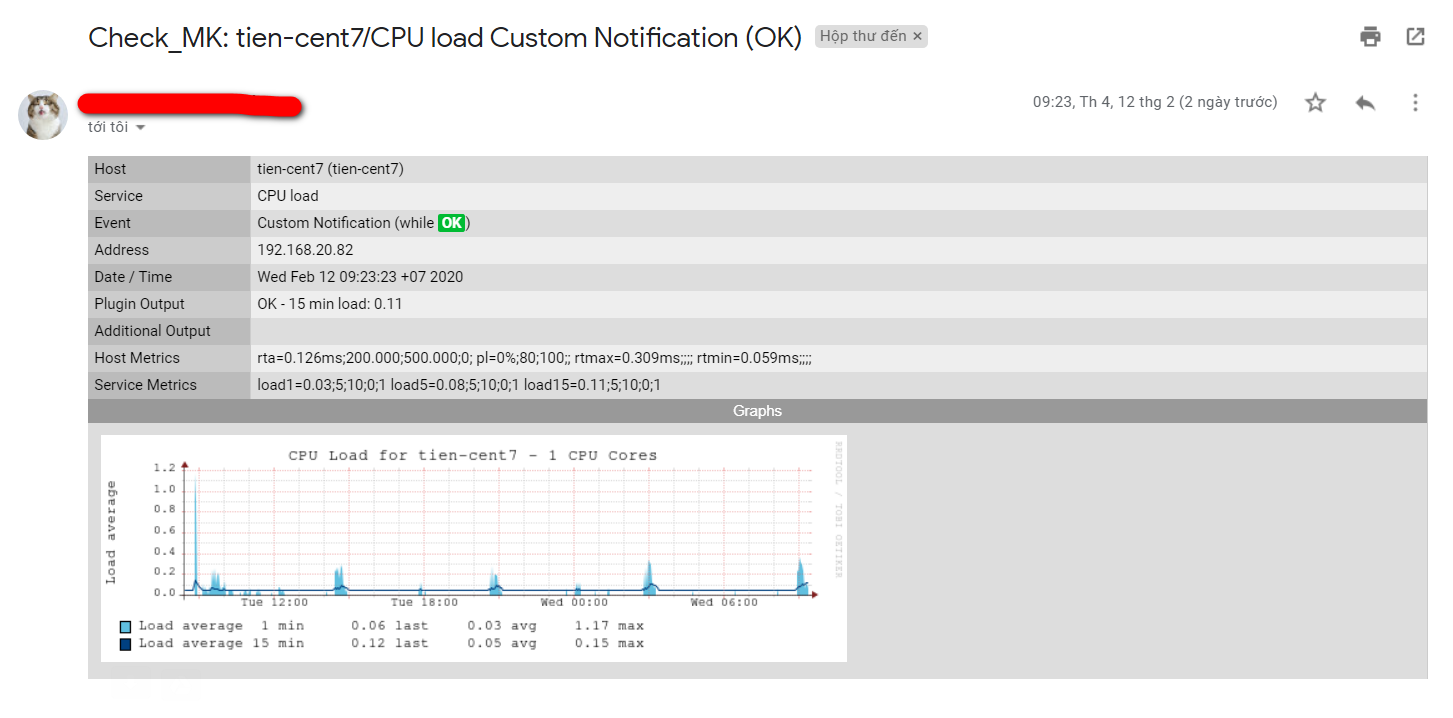 Check_MK: tien-cent7/CPU load Custom Notification (OK) Hộp thư đến ×
09:23, Th 4, 12 thg 2 (2 ngày trước)
tới tôi
Host tien-cent7 (tien-cent7)
Service CPU load
Event Custom Notification (while OK)
Address 192.168.20.82
Date / Time Wed Feb 12 09:23:23 +07 2020
Plugin Output OK - 15 min load: 0.11
Additional Output
Host Metrics rta=0.126ms;200.000;500.000;0; pl=0%;80;100;; rtmax=0.309ms;;;; rtmin=0.059ms;;;;
Service Metrics load1=0.03;5;10;0;1 load5=0.08;5;10;0;1 load15=0.11;5;10;0;1
Graphs
CPU Load for tien-cent7 - 1 CPU Cores
Load average
1.2
1.0
0.8
0.6
0.4
0.2
0.0
Tue 12:00 Tue 18:00 Wed 00:00 Wed 06:00
RRDTOOL / TOBI OETIKER
Load average 1 min 0.06 last 0.03 avg 1.17 max
Load average 15 min 0.12 last 0.05 avg 0.15 max